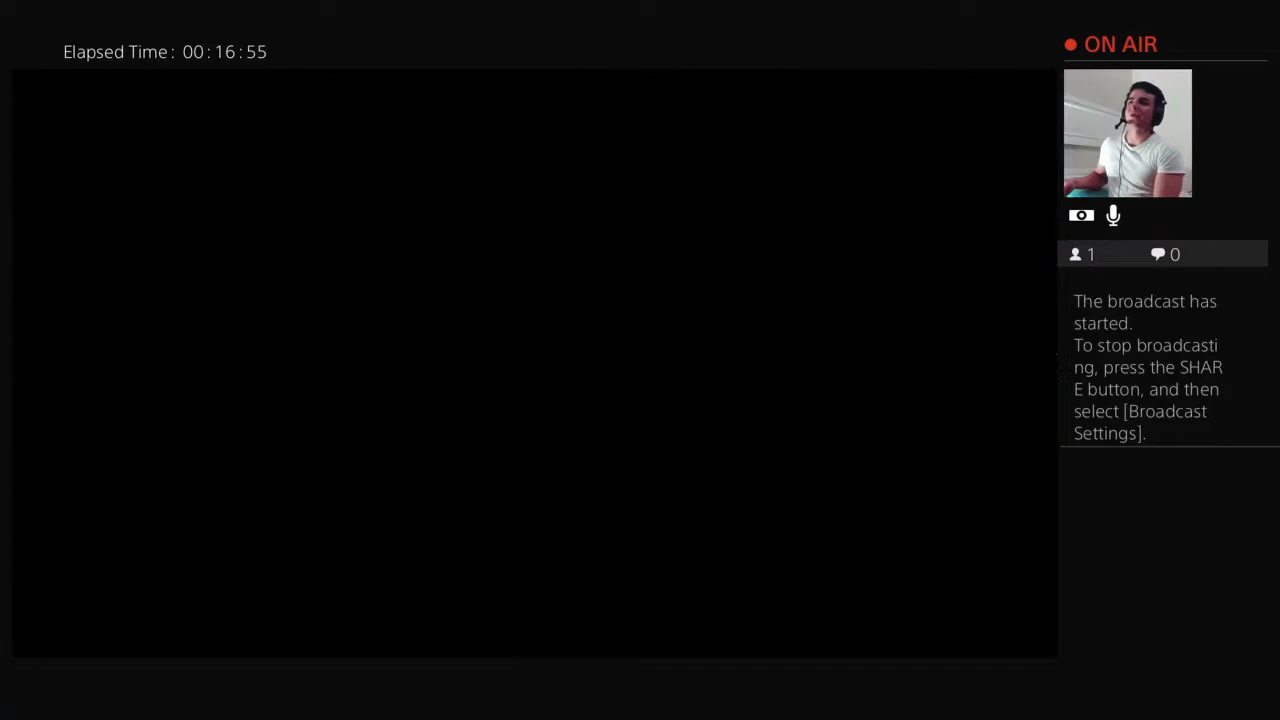 Elapsed Time: 00:16:55
ON AIR
1 0
The broadcast has
started.
To stop broadcasti
ng, press the SHAR
E button, and then
select [Broadcast
Settings].